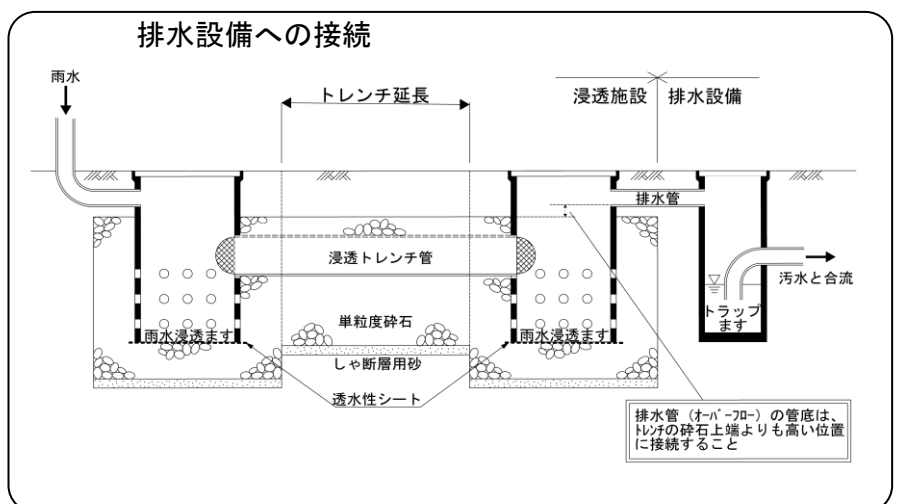 排水設備への接続
雨水
トレンチ延長
浸透施設
排水設備
排水管
浸透トレンチ管
汚水と合流
トラップ
ます
単粒度砕石
雨水浸透ます
雨水浸透ます
しゃ断層用砂
透水性シート
排水管（ｵｰﾊﾞｰﾌﾛｰ）の管底は、
ﾄﾚﾝﾁの砕石上端よりも高い位置
に接続すること